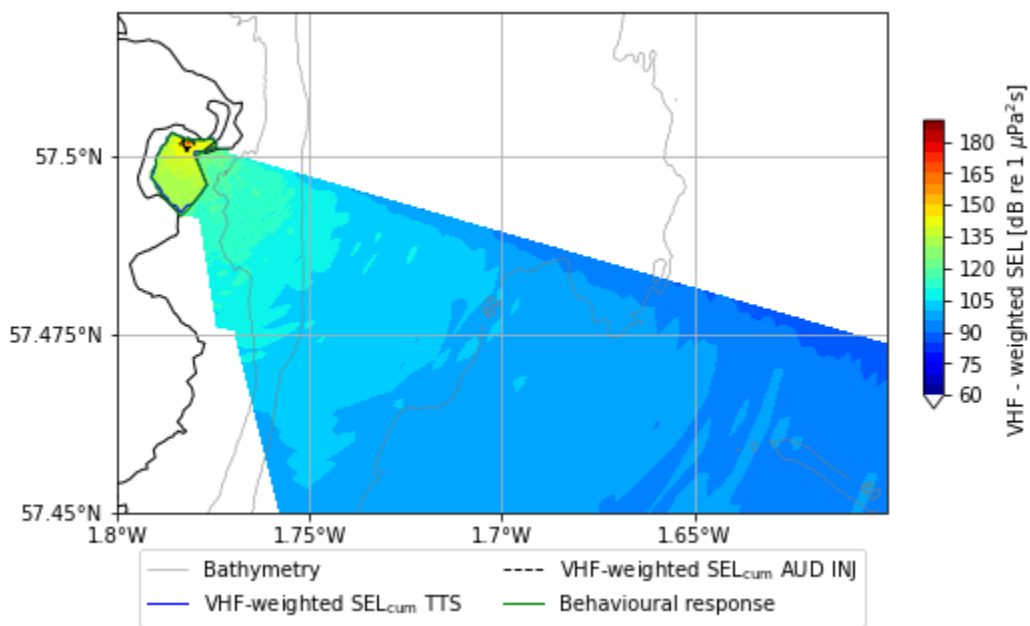 57.5°N
57.475°N
57.45°N
1.8°W 1.75°W 1.7°W 1.65°W
180
165
150
135
120
105
90
75
60
VHF - weighted SEL [dB re 1 μPa²s]
Bathymetry
VHF-weighted SELcum AUD INJ
VHF-weighted SELcum TTS
Behavioural response